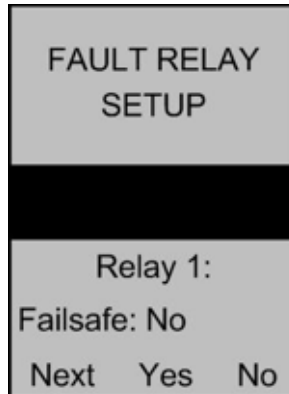 FAULT RELAY
SETUP
Relay 1:
Failsafe: No
Next Yes No